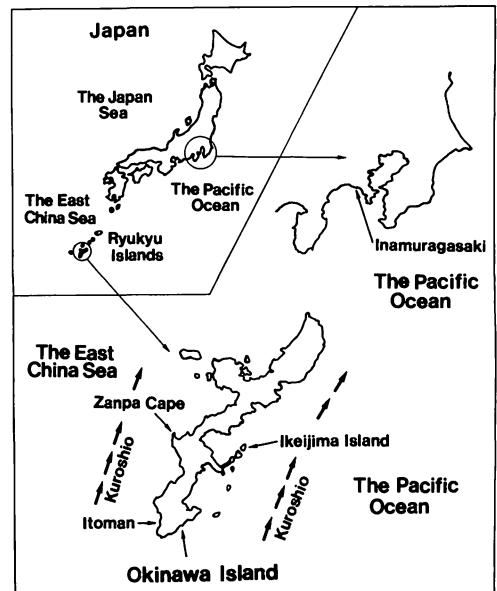 Japan
The Japan
Sea
The Pacific
Ocean
The East
China Sea
Ryukyu
Islands
Inamuragasaki
The Pacific
Ocean
The East
China Sea
Zanpa Cape
Kuroshio
Ikeijima Island
The Pacific
Ocean
Kuroshio
Itoman
Okinawa Island